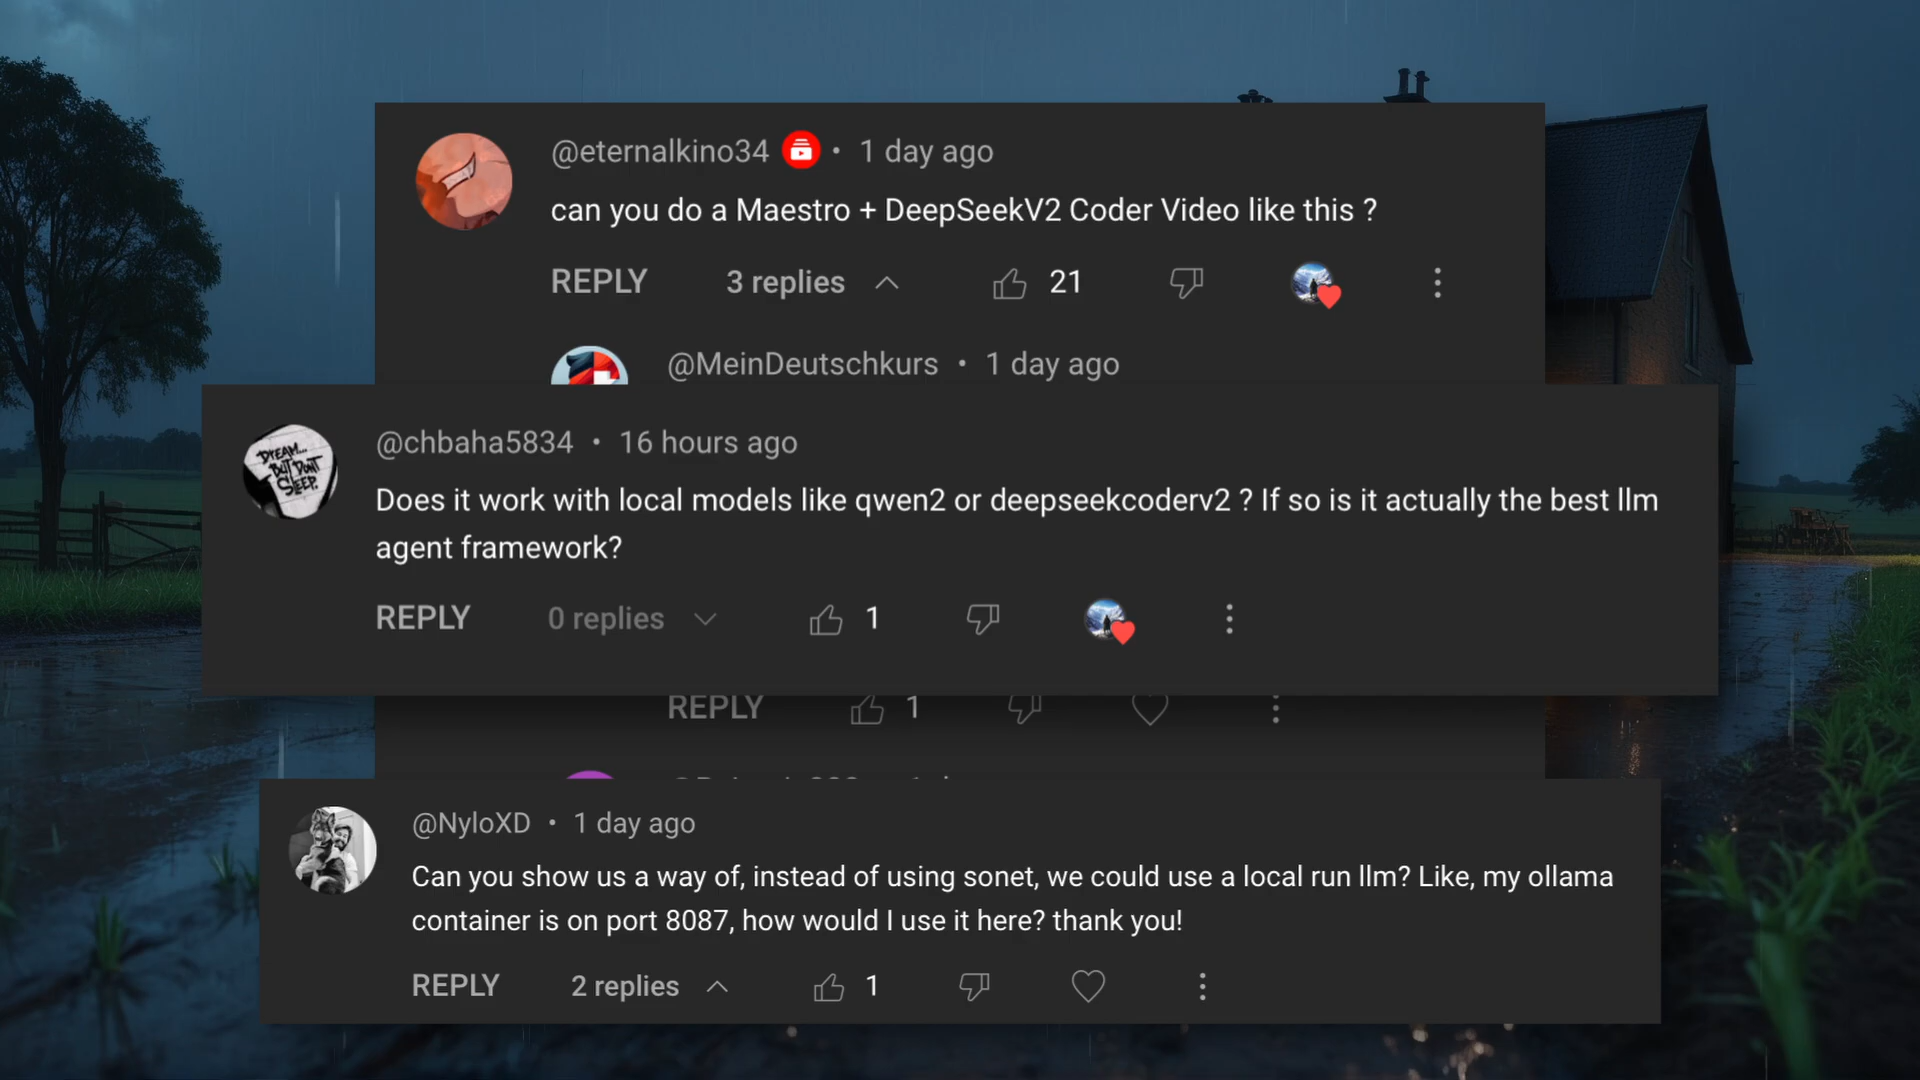 @eternalkino34 • 1 day ago
can you do a Maestro + DeepSeekV2 Coder Video like this ?
REPLY 3 replies 21
@MeinDeutschkurs • 1 day ago
DREAM...
BUT DONT
SLEEP.
@chbaha5834 • 16 hours ago
Does it work with local models like qwen2 or deepseekcoderv2 ? If so is it actually the best llm
agent framework?
REPLY 0 replies 1
REPLY 1
@NyloXD • 1 day ago
Can you show us a way of, instead of using sonet, we could use a local run llm? Like, my ollama
container is on port 8087, how would I use it here? thank you!
REPLY 2 replies 1